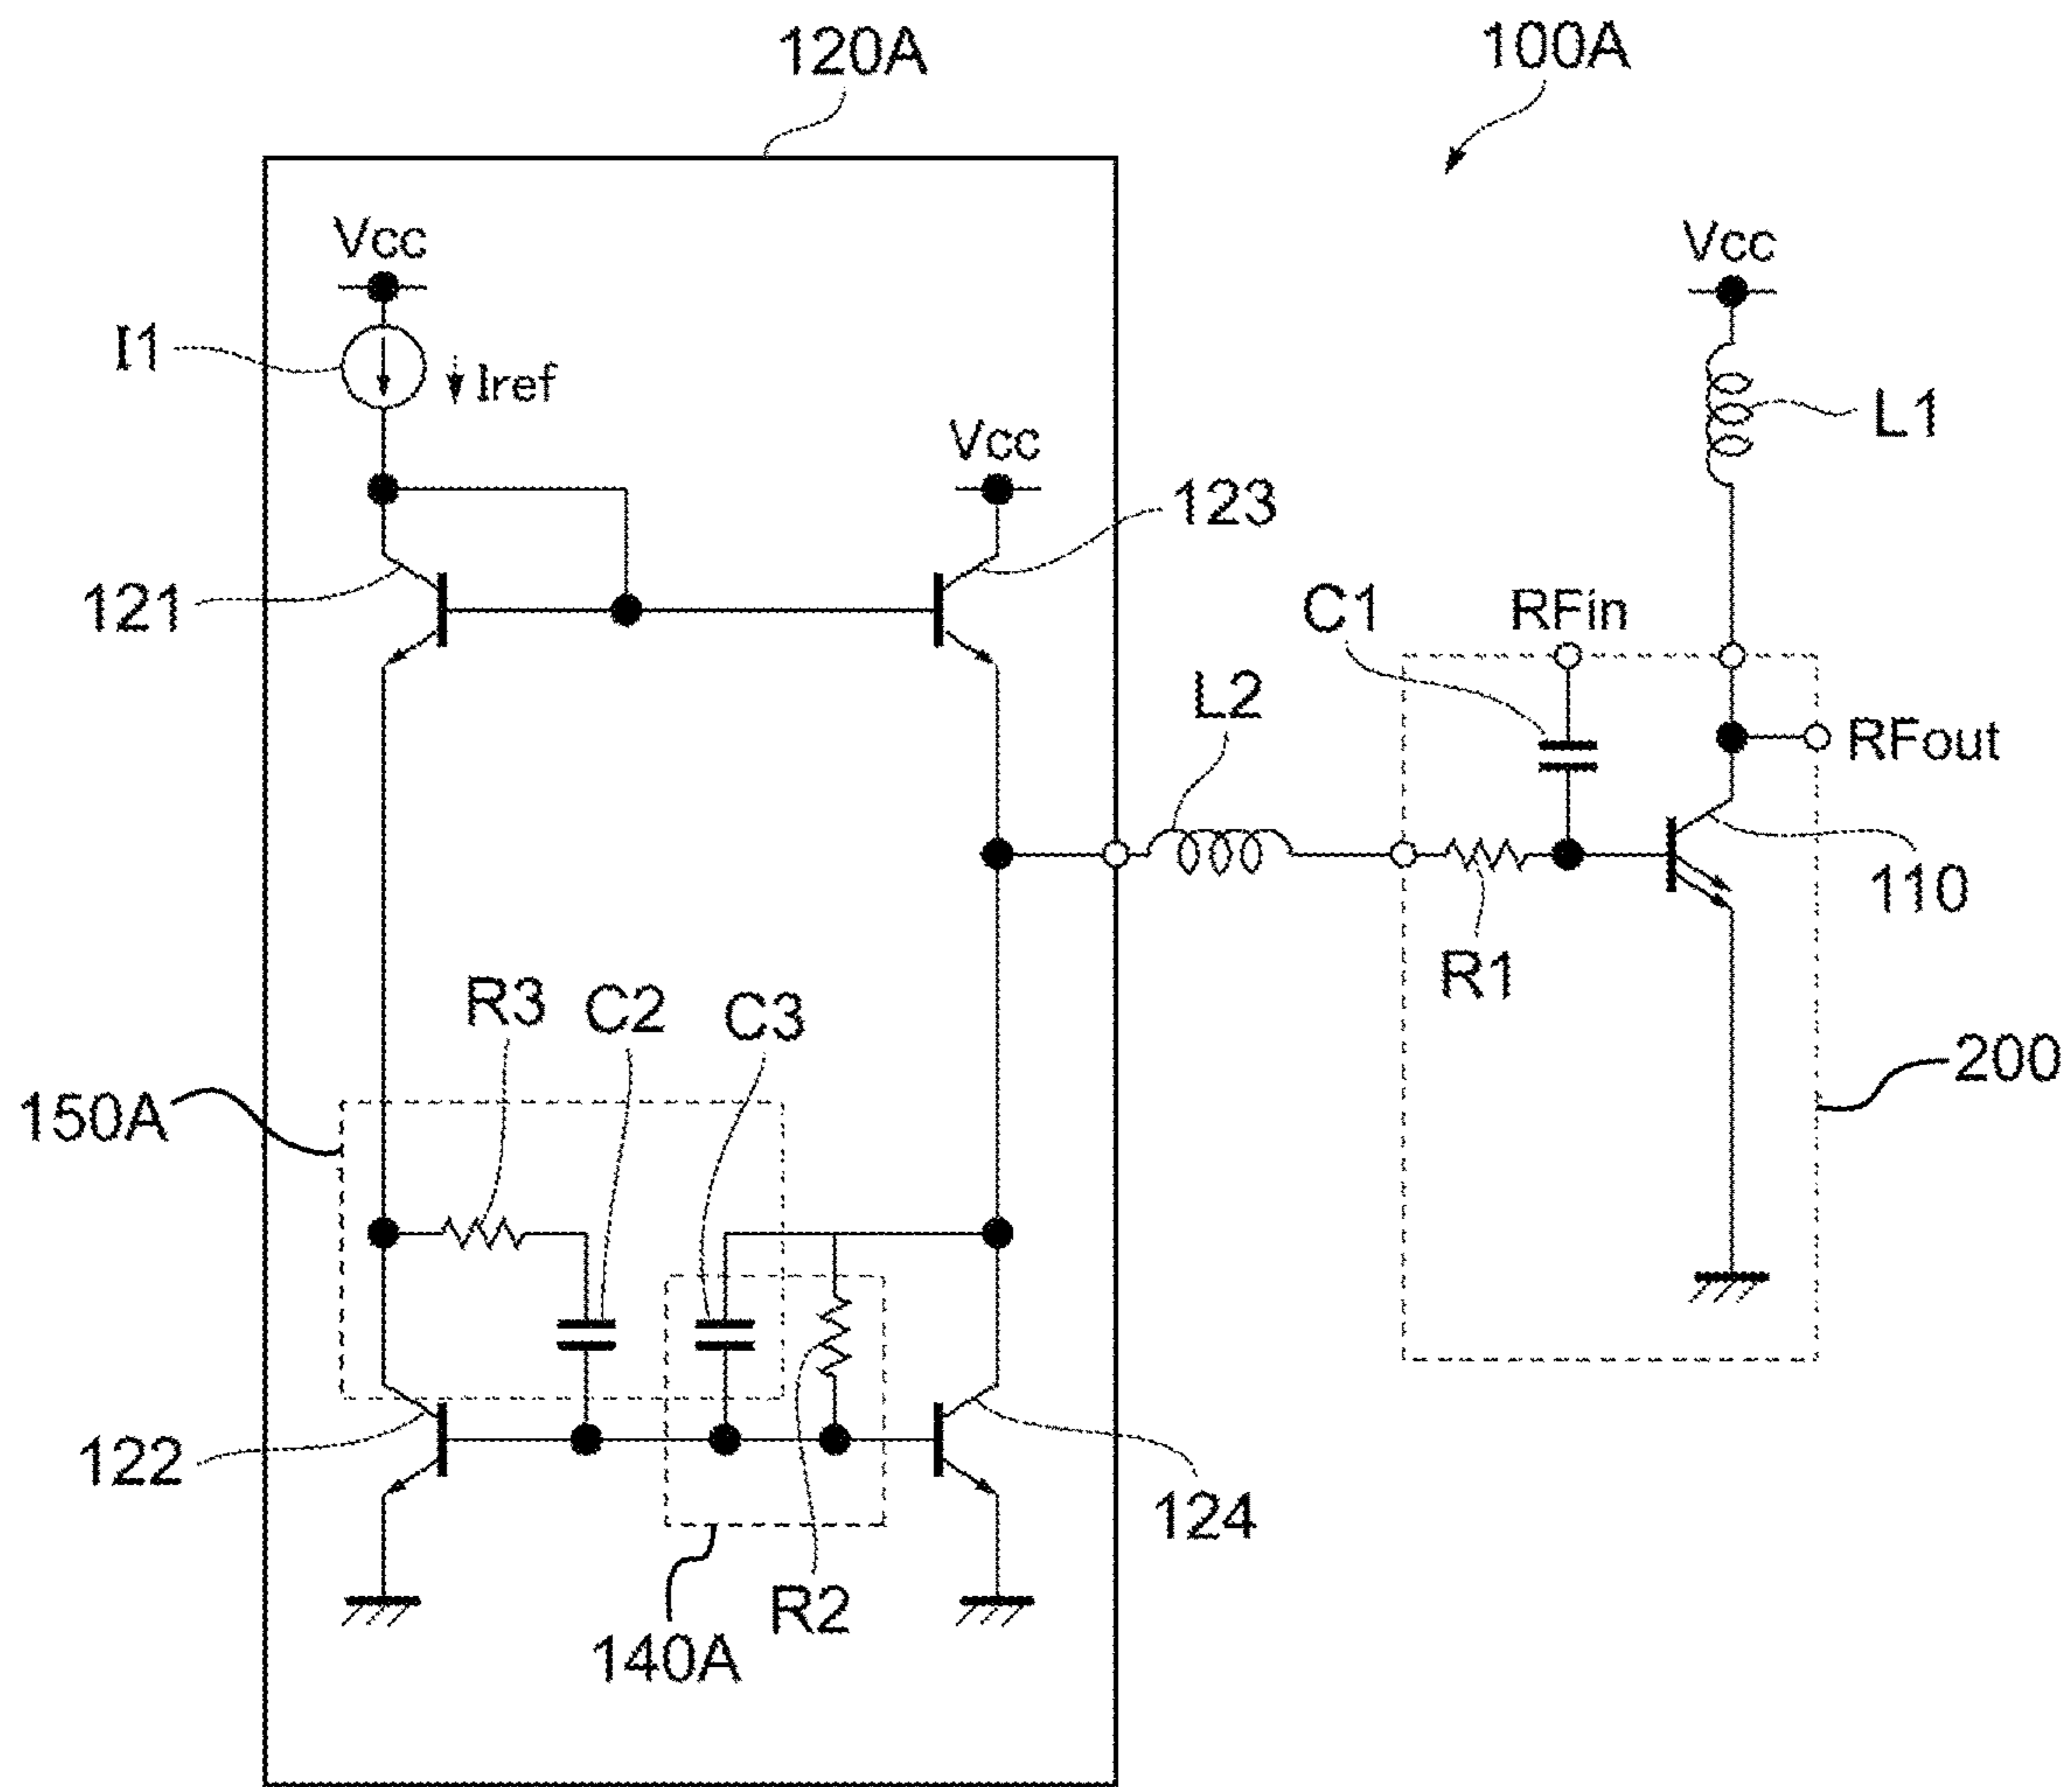 120A
100A
Vcc
Vcc
I1
Iref
L1
Vcc
123
121
C1
RFin
L2
RFout
110
R1
R3
C2
C3
200
150A
122
124
R2
140A